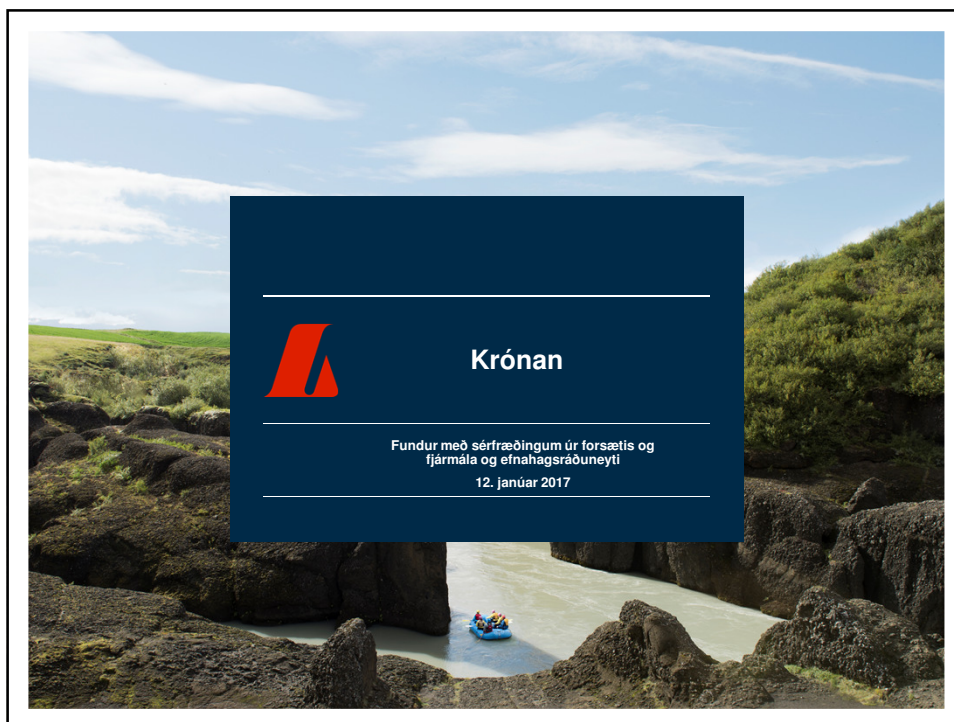 Krónan
Fundur með sérfræðingum úr forsætis og
fjármála og efnahagsráðuneyti
12. janúar 2017